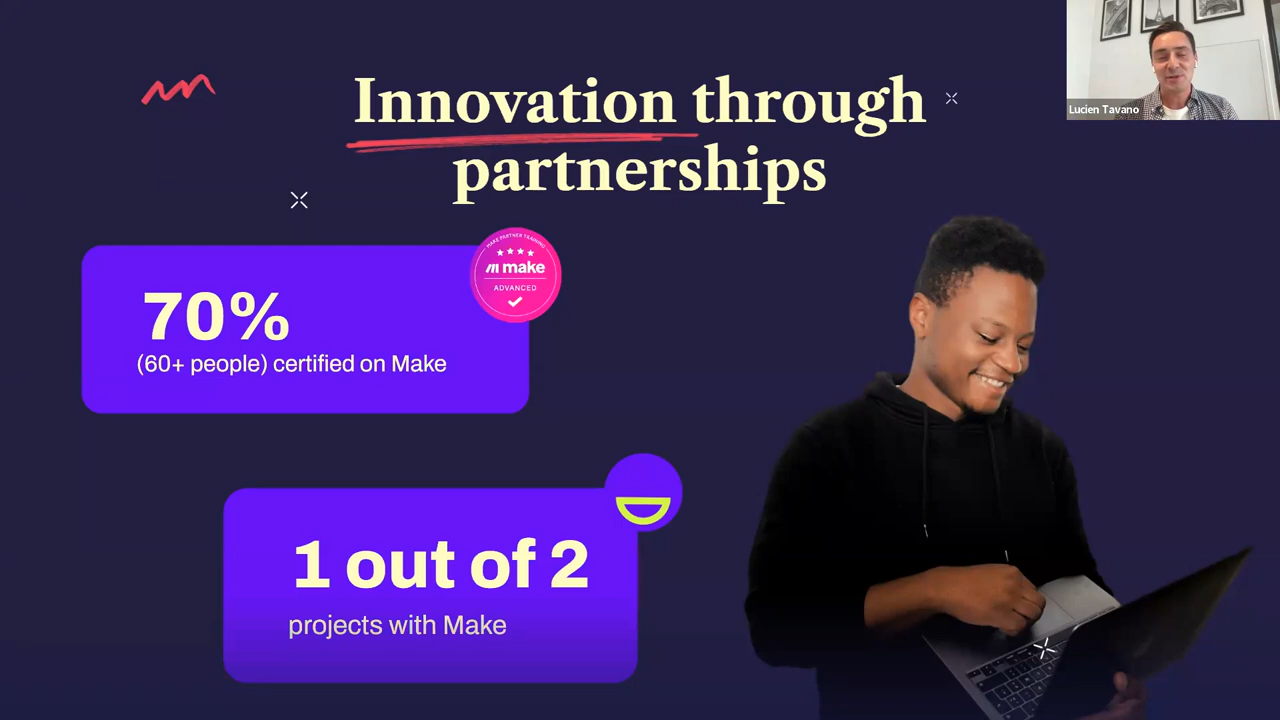 Innovation through
partnerships
Lucien Tavano
MAKE PARTNER TRAINING
make
ADVANCED
70%
(60+ people) certified on Make
1 out of 2
projects with Make